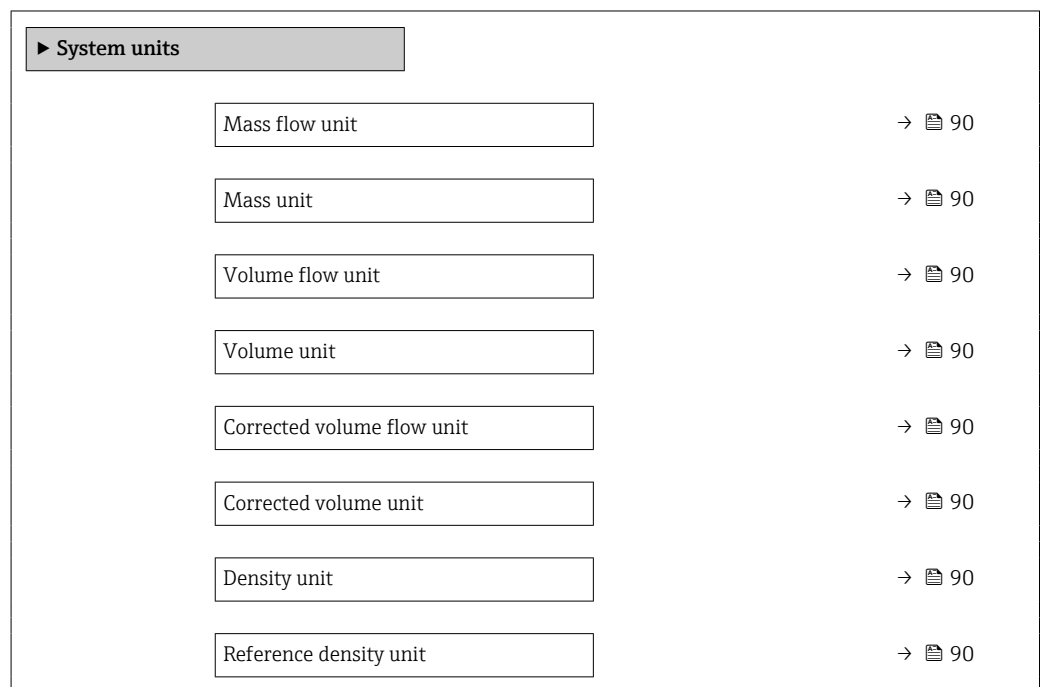 ▶ System units
Mass flow unit → 90
Mass unit → 90
Volume flow unit → 90
Volume unit → 90
Corrected volume flow unit → 90
Corrected volume unit → 90
Density unit → 90
Reference density unit → 90